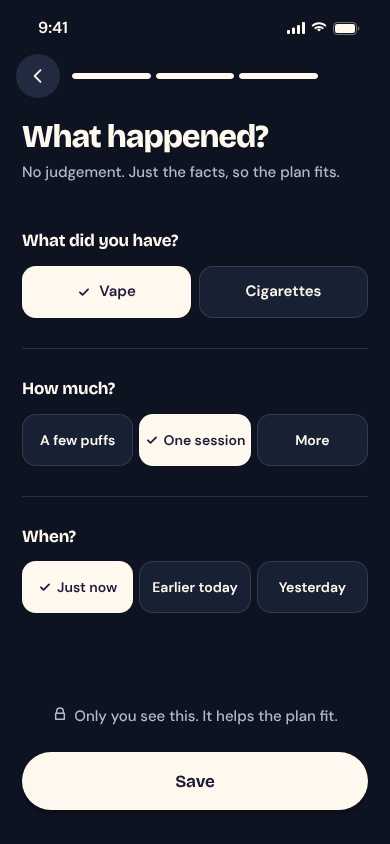 9:41
What happened?
No judgement. Just the facts, so the plan fits.
What did you have?
Vape
Cigarettes
How much?
A few puffs
One session
More
When?
Just now
Earlier today
Yesterday
Only you see this. It helps the plan fit.
Save